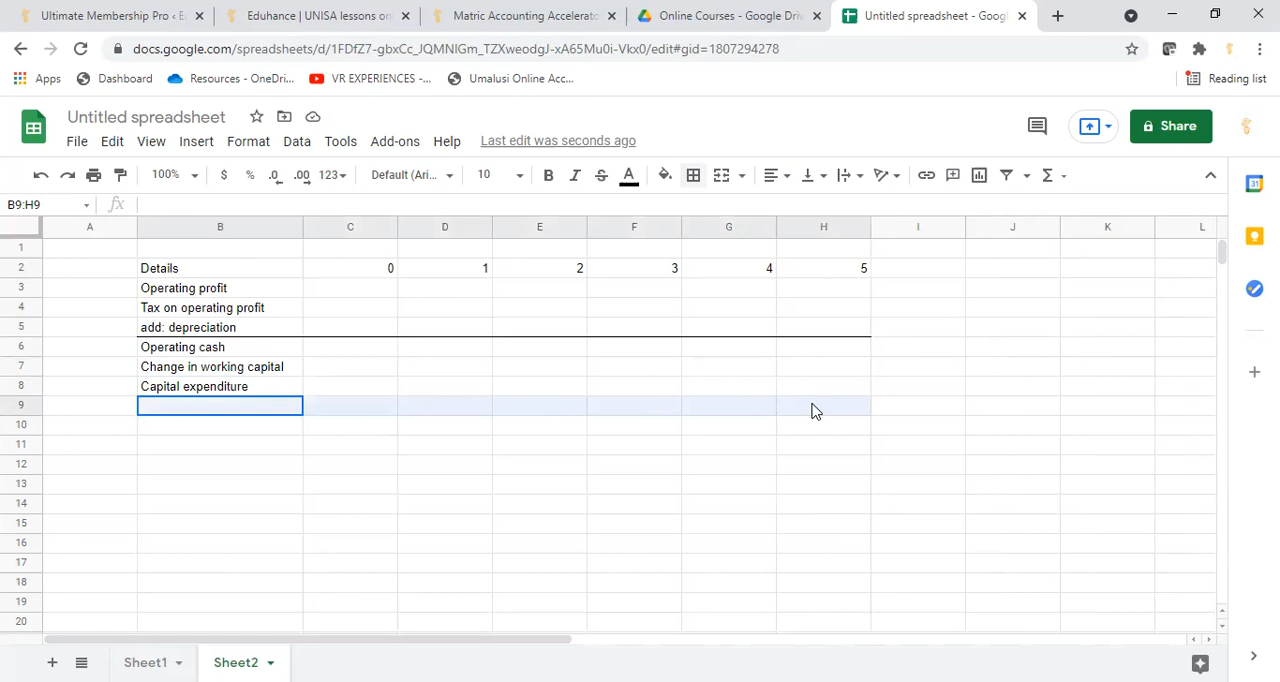 Ultimate Membership Pro ‹ E
Eduhance | UNISA lessons on
Matric Accounting Accelerato
Online Courses - Google Driv
Untitled spreadsheet - Goog
docs.google.com/spreadsheets/d/1FDfZ7-gbxCc_JQMNIGm_TZXweodgJ-xA65Mu0i-Vkx0/edit#gid=1807294278
Apps
Dashboard
Resources - OneDri...
VR EXPERIENCES -...
Umalusi Online Acc...
Reading list
Untitled spreadsheet
Share
File Edit View Insert Format Data Tools Add-ons Help Last edit was seconds ago
100% $ % .0 .00 123 Default (Ari... 10 B I S A Σ
B9:H9 fx
A B C D E F G H I J K L
1
2 Details 0 1 2 3 4 5
3 Operating profit
4 Tax on operating profit
5 add: depreciation
6 Operating cash
7 Change in working capital
8 Capital expenditure
9
10
11
12
13
14
15
16
17
18
19
20
Sheet1 Sheet2
31